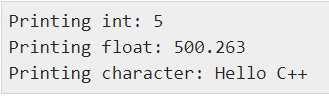 Printing int: 5
Printing float: 500.263
Printing character: Hello C++